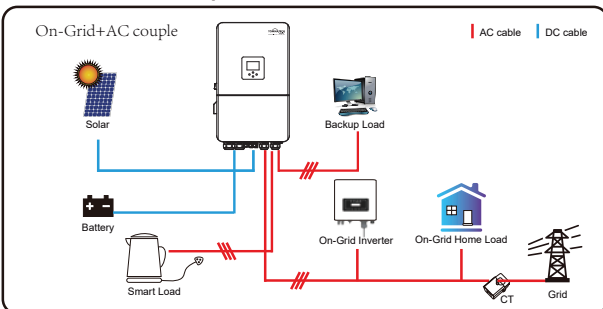 On-Grid+AC couple
AC cable
DC cable
Solar
Backup Load
Battery
On-Grid Inverter
On-Grid Home Load
Smart Load
CT
Grid